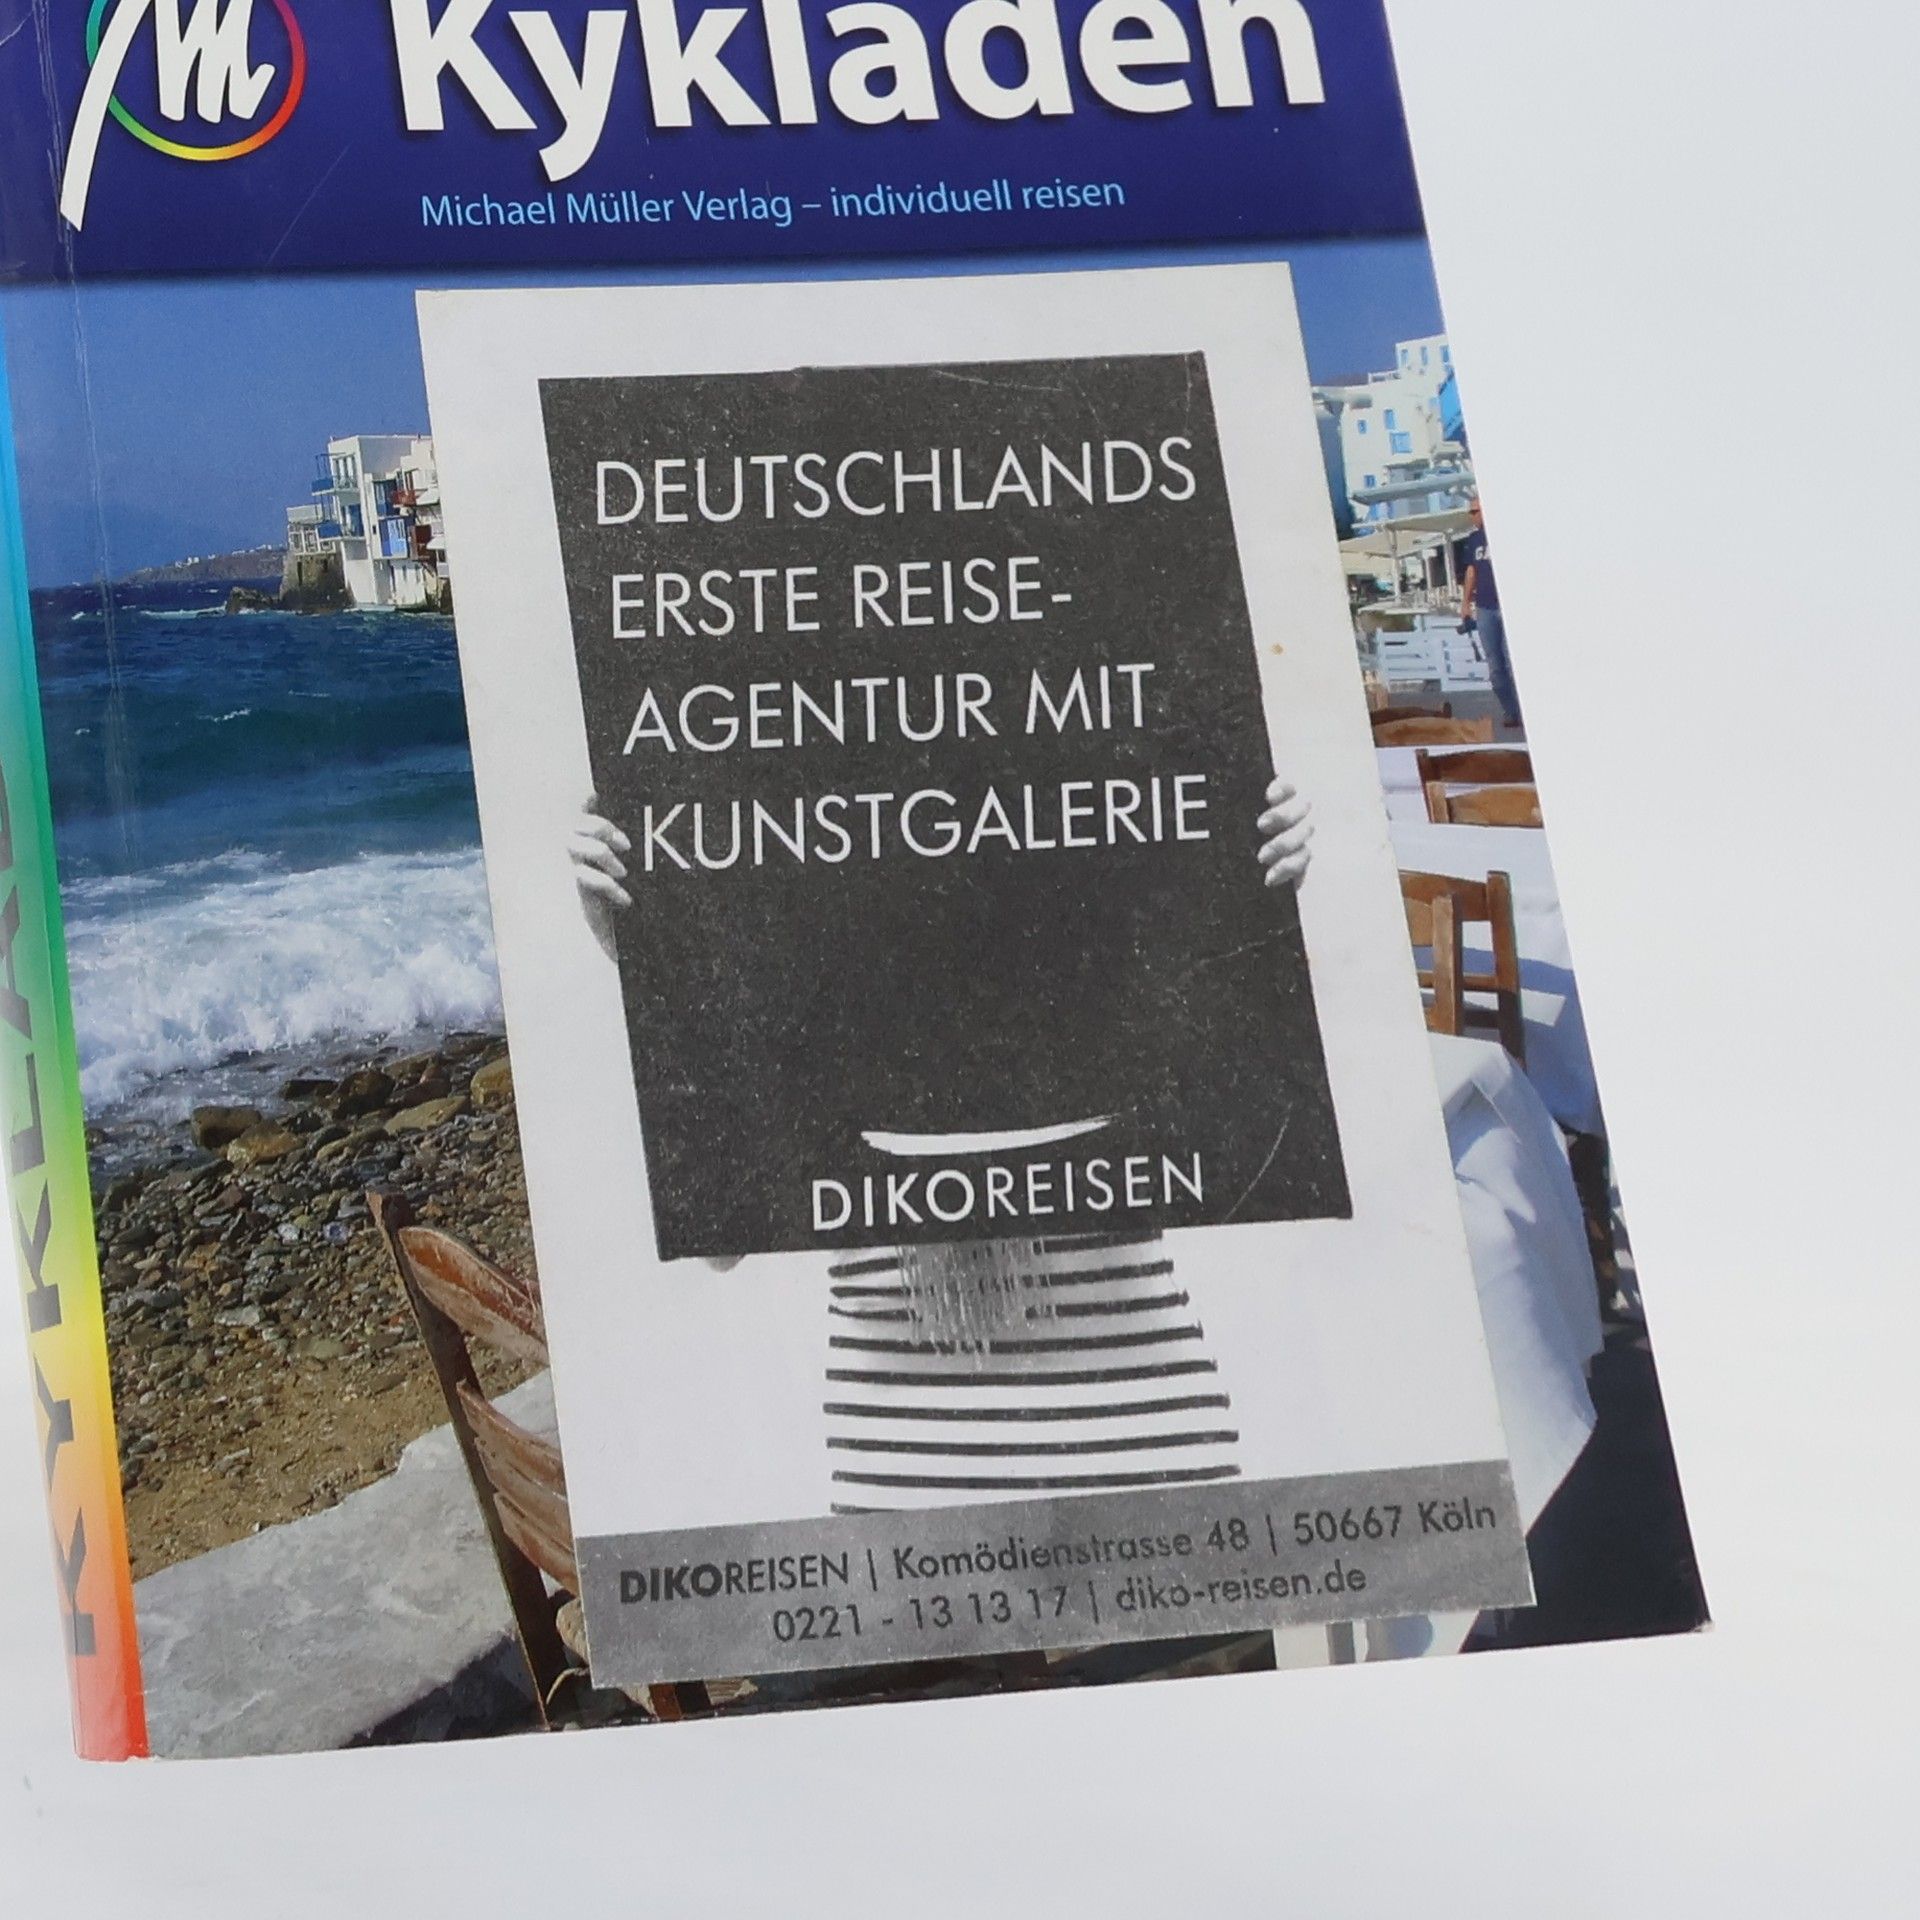 Kykladen
Michael Müller Verlag – individuell reisen
DEUTSCHLANDS
ERSTE REISE-
AGENTUR MIT
KUNSTGALERIE
DIKOREISEN
DIKOREISEN | Komödienstrasse 48 | 50667 Köln
0221 - 13 13 17 | diko-reisen.de